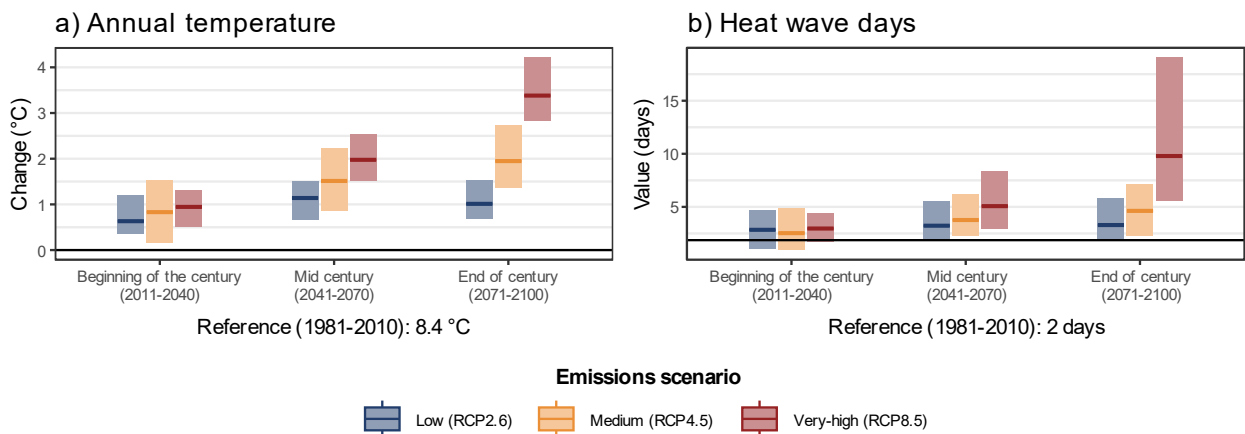 a) Annual temperature
Change (°C)
4
3
2
1
0
Beginning of the century
(2011-2040)
Mid century
(2041-2070)
End of century
(2071-2100)
Reference (1981-2010): 8.4 °C
b) Heat wave days
Value (days)
15
10
5
Beginning of the century
(2011-2040)
Mid century
(2041-2070)
End of century
(2071-2100)
Reference (1981-2010): 2 days
Emissions scenario
Low (RCP2.6)
Medium (RCP4.5)
Very-high (RCP8.5)